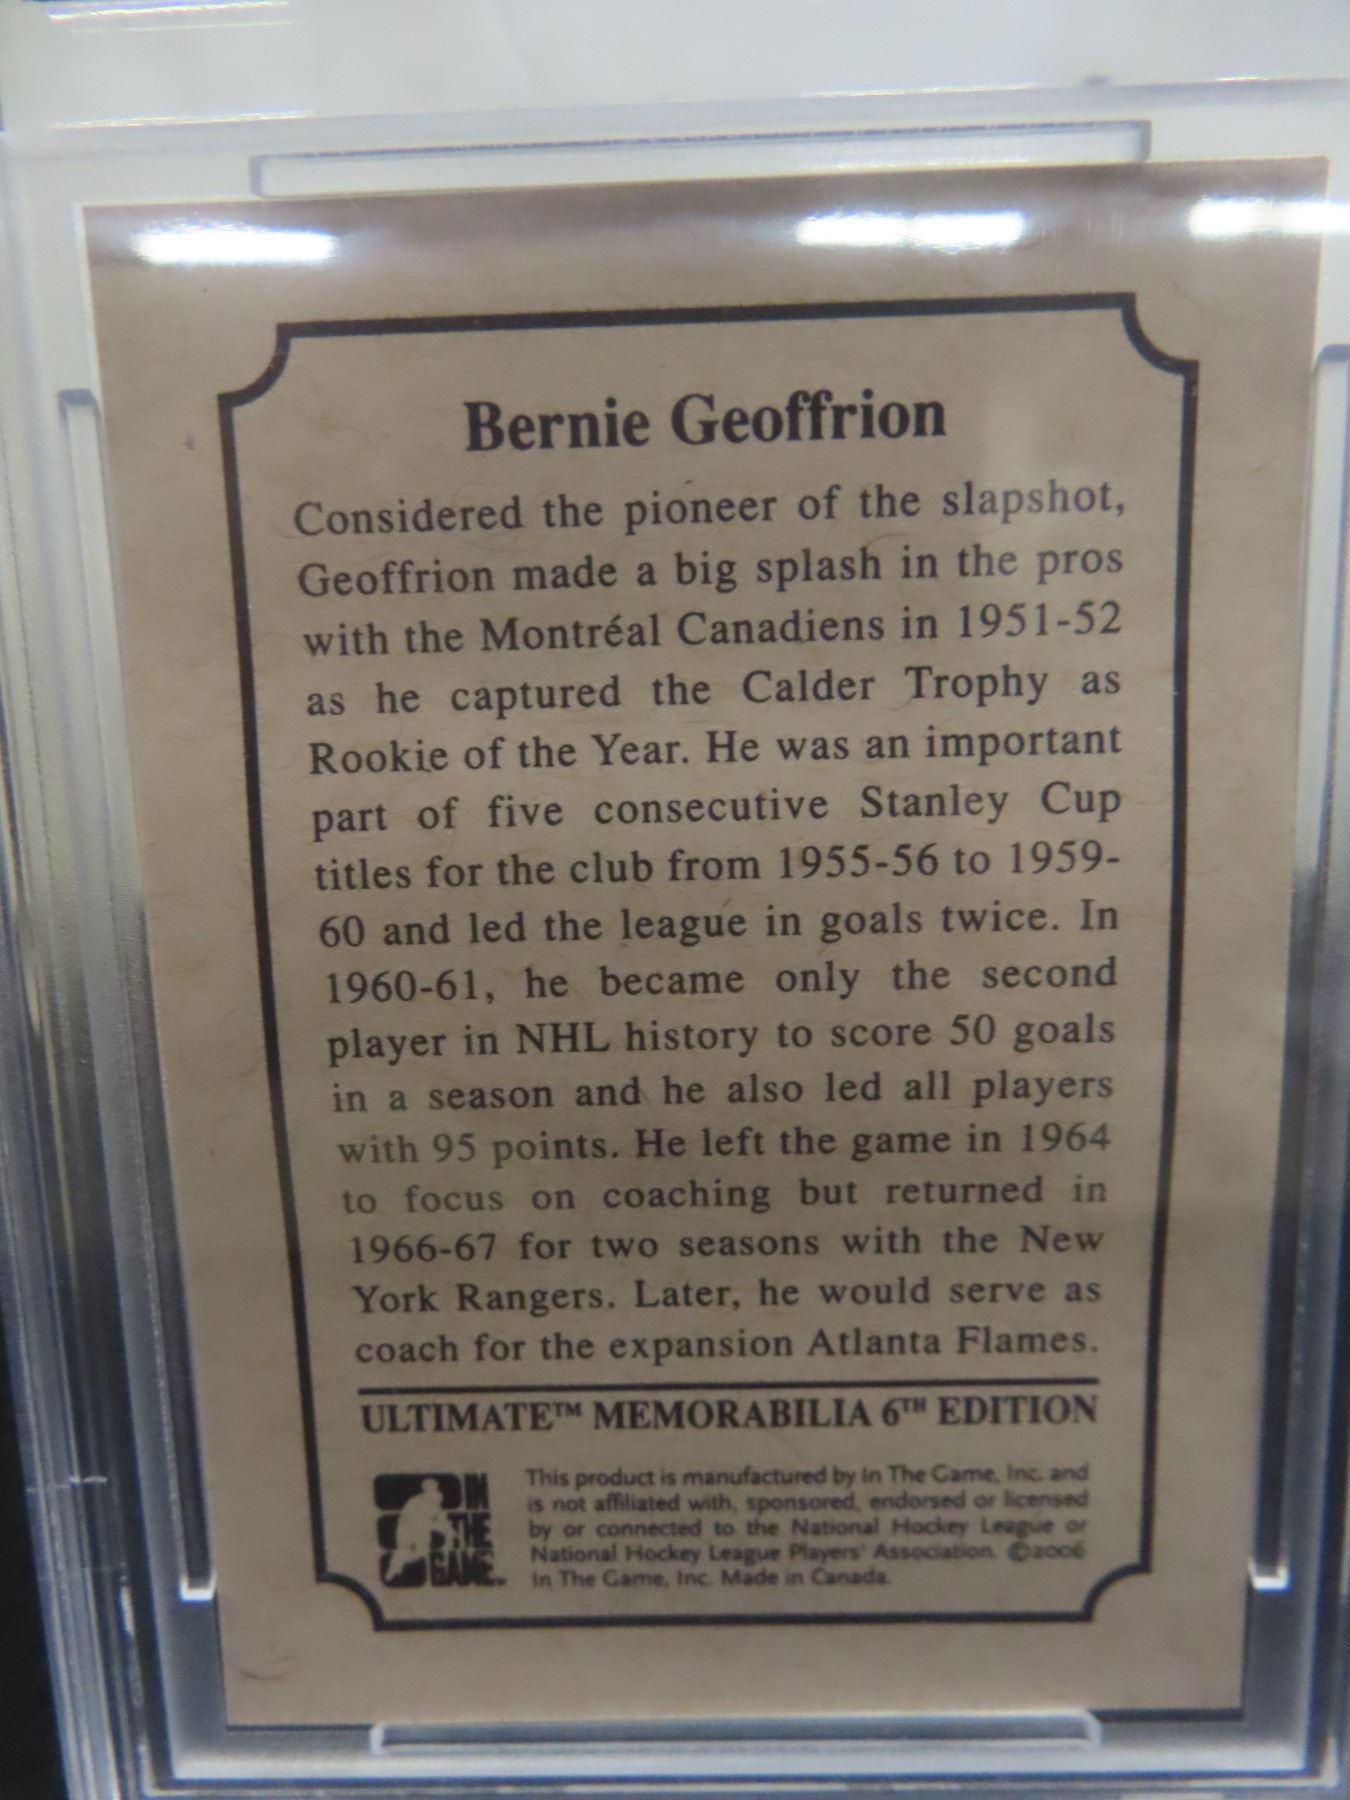 Bernie Geoffrion
Considered the pioneer of the slapshot,
Geoffrion made a big splash in the pros
with the Montréal Canadiens in 1951-52
as he captured the Calder Trophy as
Rookie of the Year. He was an important
part of five consecutive Stanley Cup
titles for the club from 1955-56 to 1959-
60 and led the league in goals twice. In
1960-61, he became only the second
player in NHL history to score 50 goals
in a season and he also led all players
with 95 points. He left the game in 1964
to focus on coaching but returned in
1966-67 for two seasons with the New
York Rangers. Later, he would serve as
coach for the expansion Atlanta Flames.
ULTIMATE™ MEMORABILIA 6TH EDITION
IN
THE
GAME
This product is manufactured by In The Game, Inc. and
is not affiliated with, sponsored, endorsed or licensed
by or connected to the National Hockey League or
National Hockey League Players' Association. ©2006
In The Game, Inc. Made in Canada.